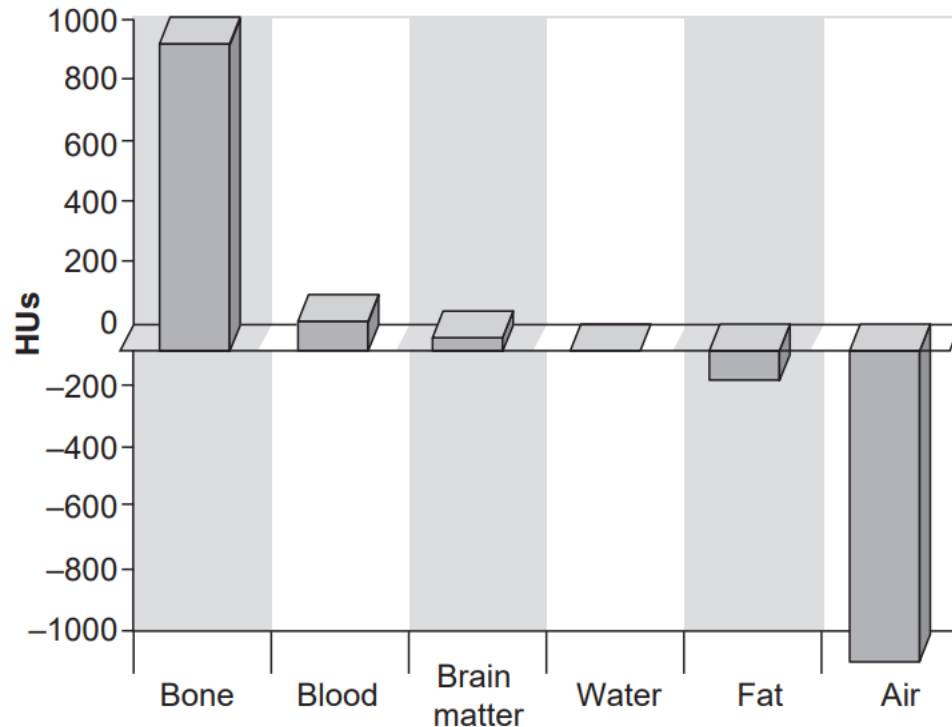 1000
800
600
400
200
0
–200
–400
–600
–800
–1000
HUs
Bone
Blood
Brain
matter
Water
Fat
Air